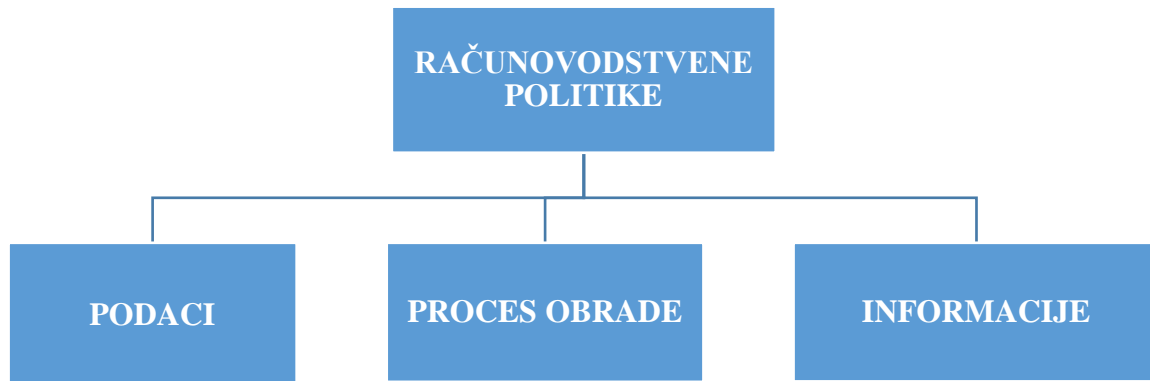 RAČUNOVODSTVENE
POLITIKE
PODACI
PROCES OBRADE
INFORMACIJE